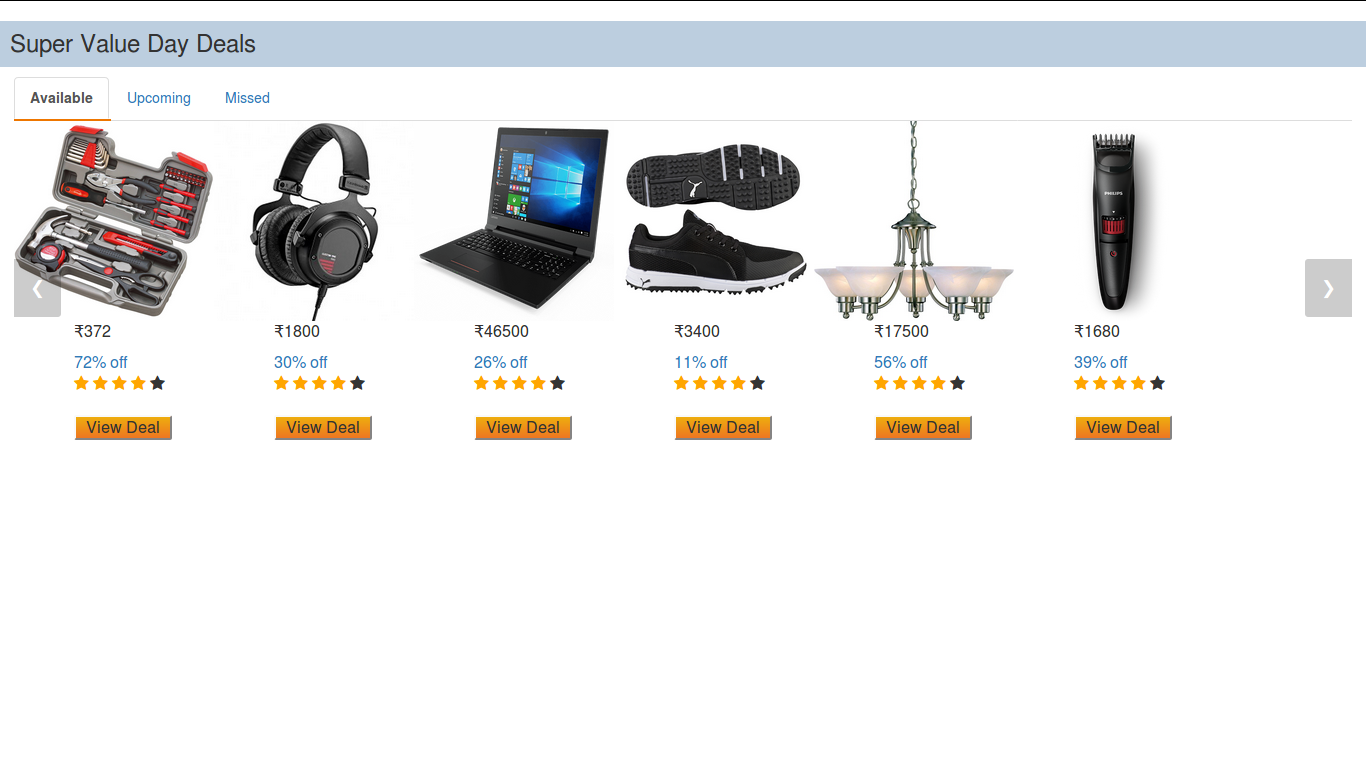 Super Value Day Deals
Available Upcoming Missed
PHILIPS
❮ ❯
₹372 ₹1800 ₹46500 ₹3400 ₹17500 ₹1680
72% off 30% off 26% off 11% off 56% off 39% off
View Deal View Deal View Deal View Deal View Deal View Deal